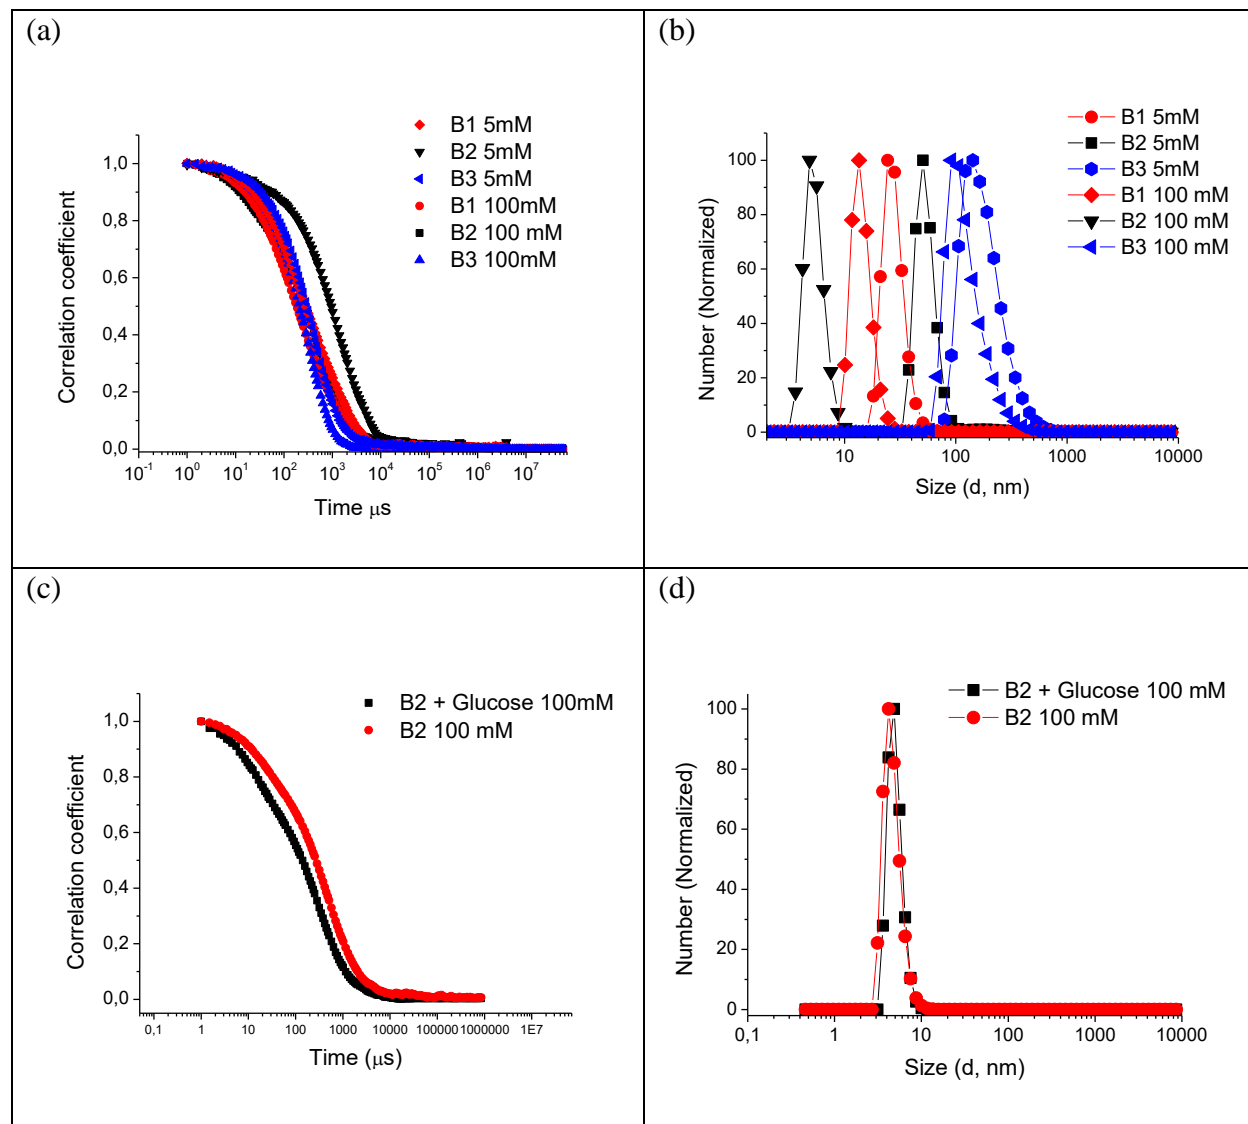 (a)
B1 5mM
B2 5mM
B3 5mM
B1 100mM
B2 100 mM
B3 100mM
Correlation coefficient
1,0
0,8
0,6
0,4
0,2
0,0
10⁻¹ 10⁰ 10¹ 10² 10³ 10⁴ 10⁵ 10⁶ 10⁷
Time μs
(b)
B1 5mM
B2 5mM
B3 5mM
B1 100 mM
B2 100 mM
B3 100 mM
Number (Normalized)
100
80
60
40
20
0
10 100 1000 10000
Size (d, nm)
(c)
B2 + Glucose 100mM
B2 100 mM
Correlation coefficient
1,0
0,8
0,6
0,4
0,2
0,0
0,1 1 10 100 1000 10000 1000001000000 1E7
Time (μs)
(d)
B2 + Glucose 100 mM
B2 100 mM
Number (Normalized)
100
80
60
40
20
0
0,1 1 10 100 1000 10000
Size (d, nm)